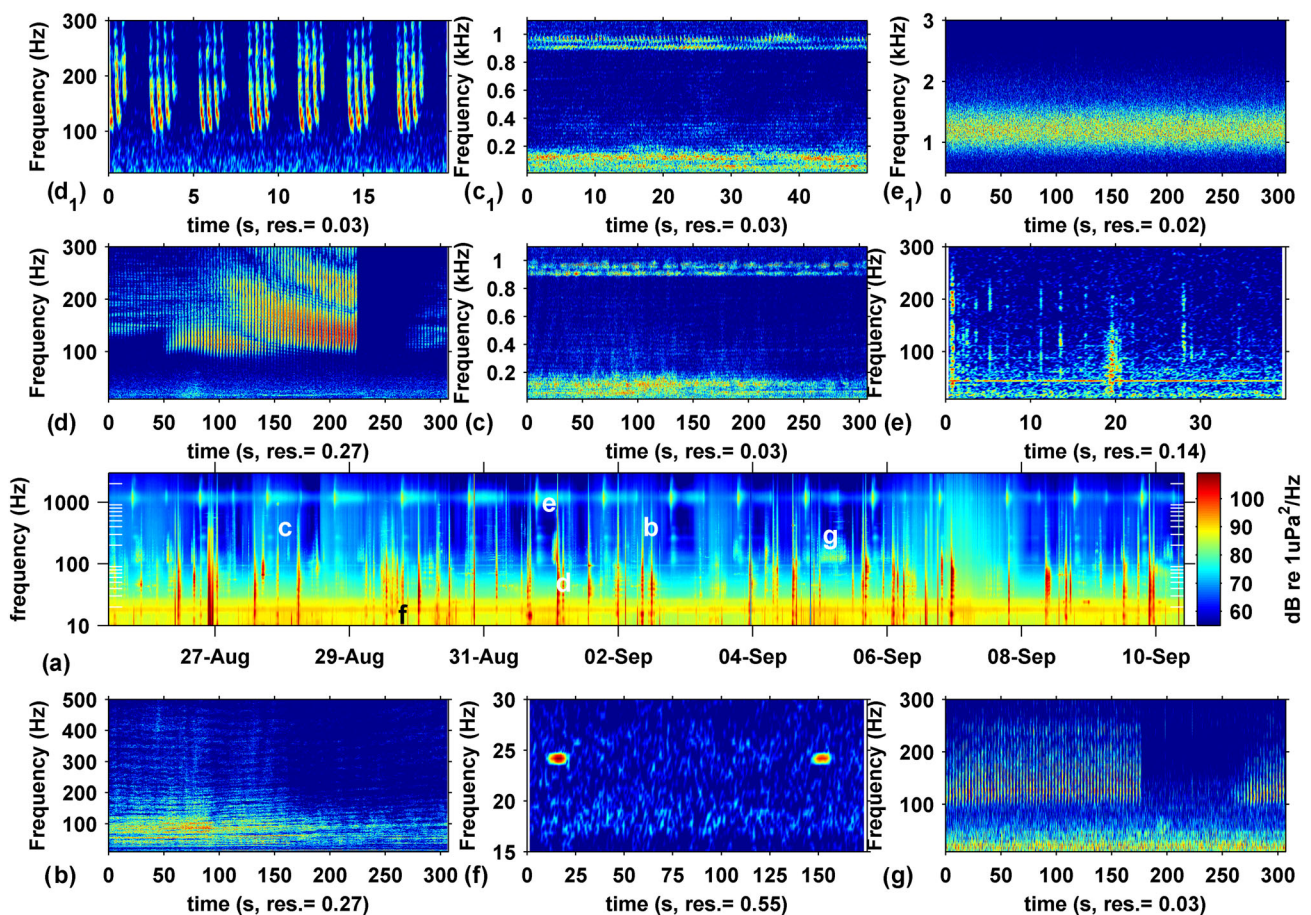 Frequency (Hz)
300
200
100
0 5 10 15
(d1)
time (s, res.= 0.03)
Frequency (kHz)
1
0.8
0.6
0.4
0.2
0 10 20 30 40
(c1)
time (s, res.= 0.03)
Frequency (kHz)
3
2
1
0 50 100 150 200 250 300
(e1)
time (s, res.= 0.02)
Frequency (Hz)
300
200
100
0 50 100 150 200 250 300
(d)
time (s, res.= 0.27)
Frequency (kHz)
1
0.8
0.6
0.4
0.2
0 50 100 150 200 250 300
(c)
time (s, res.= 0.03)
Frequency (Hz)
300
200
100
0 10 20 30
(e)
time (s, res.= 0.14)
frequency (Hz)
1000
100
10
c
e
d
b
g
f
27-Aug 29-Aug 31-Aug 02-Sep 04-Sep 06-Sep 08-Sep 10-Sep
(a)
100
90
80
70
60
dB re 1uPa²/Hz
Frequency (Hz)
500
400
300
200
100
0 50 100 150 200 250 300
(b)
time (s, res.= 0.27)
Frequency (Hz)
30
25
20
15
0 25 50 75 100 125 150
(f)
time (s, res.= 0.55)
Frequency (Hz)
300
200
100
0 50 100 150 200 250 300
(g)
time (s, res.= 0.03)